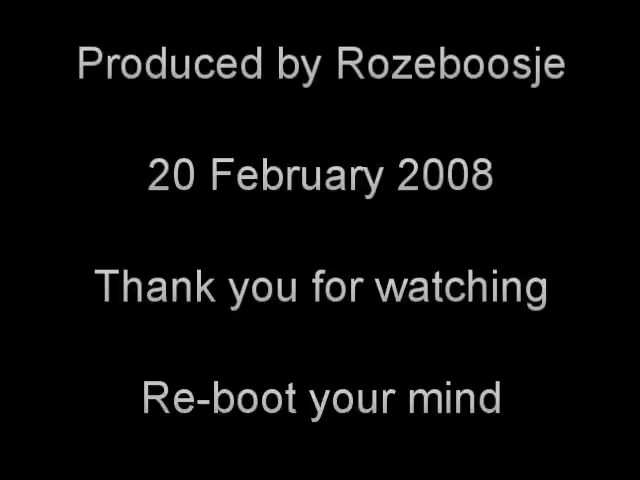 Produced by Rozeboosje
20 February 2008
Thank you for watching
Re-boot your mind